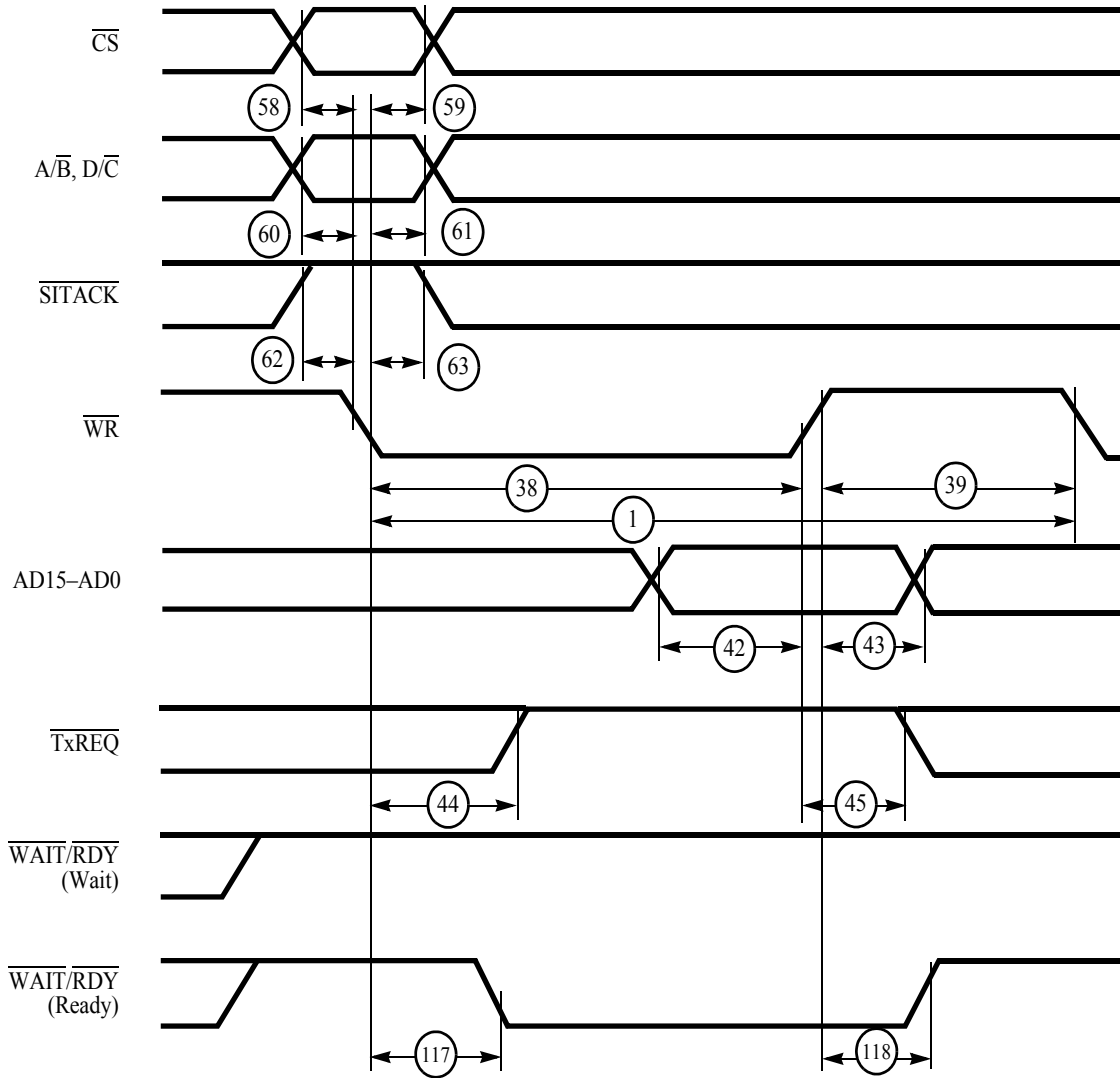 CS
58
59
A/B, D/C
60
61
SITACK
62
63
WR
38
39
1
AD15–AD0
42
43
TxREQ
44
45
WAIT/RDY
(Wait)
WAIT/RDY
(Ready)
117
118